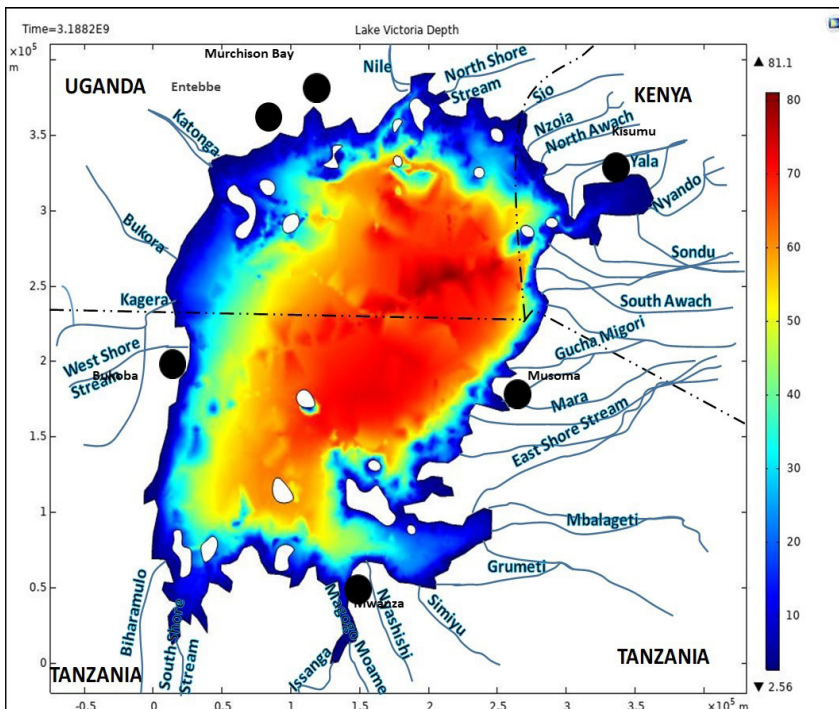 Time=3.1882E9
Lake Victoria Depth
×10⁵
m
Murchison Bay
Nile
North Shore
Stream
▲ 81.1
UGANDA
Entebbe
Sio
KENYA
80
Katonga
Nzoia
North Awach
Kisumu
3.5
Yala
70
Nyando
3
Bukora
Sondu
60
2.5
Kagera
South Awach
50
Gucha Migori
2
West Shore
Stream
Bukoba
Musoma
40
Mara
1.5
East Shore Stream
30
1
Mbalageti
20
Grumeti
0.5
Mwanza
Biharamulo
South Shore
Stream
Magogo Moame
Nashishi
Simiyu
10
0
TANZANIA
Issanga
TANZANIA
▼ 2.56
-0.5
0
0.5
1
1.5
2
2.5
3
3.5
×10⁵ m